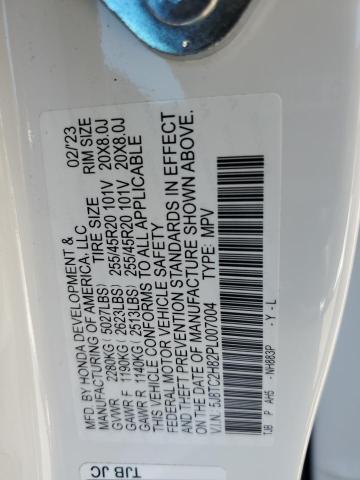 MANUFACTURED BY HONDA DEVELOPMENT & 02/'23
MANUFACTURING OF AMERICA, LLC
TIRE SIZE RIM SIZE
GVWR 2280KG ( 5027LBS) 255/45R20 101V 20X8.0J
GAWR F 1190KG ( 2623LBS) 255/45R20 101V 20X8.0J
GAWR R 1140KG ( 2513LBS)
THIS VEHICLE CONFORMS TO ALL APPLICABLE
FEDERAL MOTOR VEHICLE SAFETY
AND THEFT PREVENTION STANDARDS IN EFFECT
ON THE DATE OF MANUFACTURE SHOWN ABOVE.
V.I.N. 5J8TC2H62PL007004 TYPE: MPV
TJB P AH5 -NH883P -Y-L
TJB JC